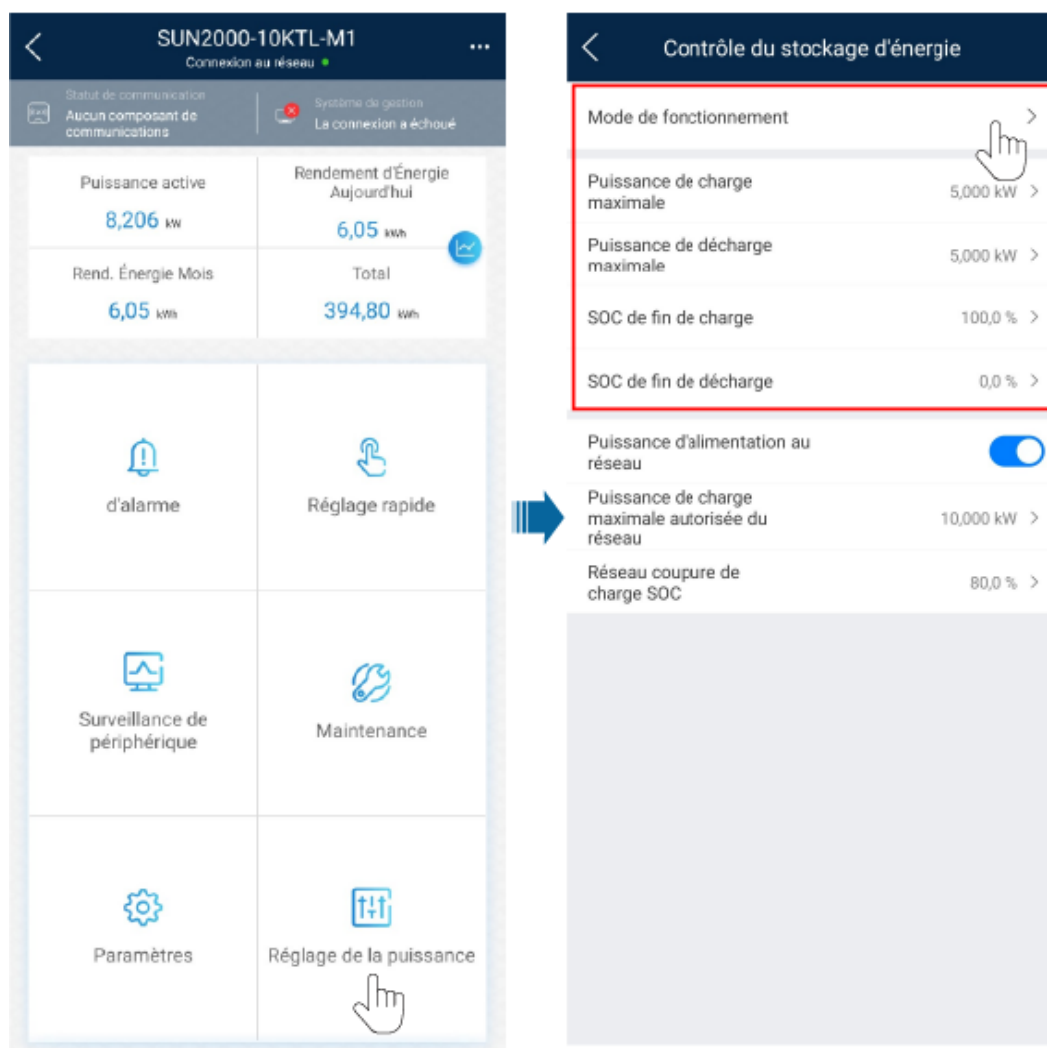 SUN2000-10KTL-M1
Connexion au réseau
Statut de communication
Aucun composant de
communications
Système de gestion
La connexion a échoué
Puissance active
8,206 kW
Rendement d'Énergie
Aujourd'hui
6,05 kWh
Rend. Énergie Mois
6,05 kWh
Total
394,80 kWh
d'alarme
Réglage rapide
Surveillance de
périphérique
Maintenance
Paramètres
Réglage de la puissance
Contrôle du stockage d'énergie
Mode de fonctionnement
Puissance de charge
maximale
5,000 kW
Puissance de décharge
maximale
5,000 kW
SOC de fin de charge
100,0 %
SOC de fin de décharge
0,0 %
Puissance d'alimentation au
réseau
Puissance de charge
maximale autorisée du
réseau
10,000 kW
Réseau coupure de
charge SOC
80,0 %